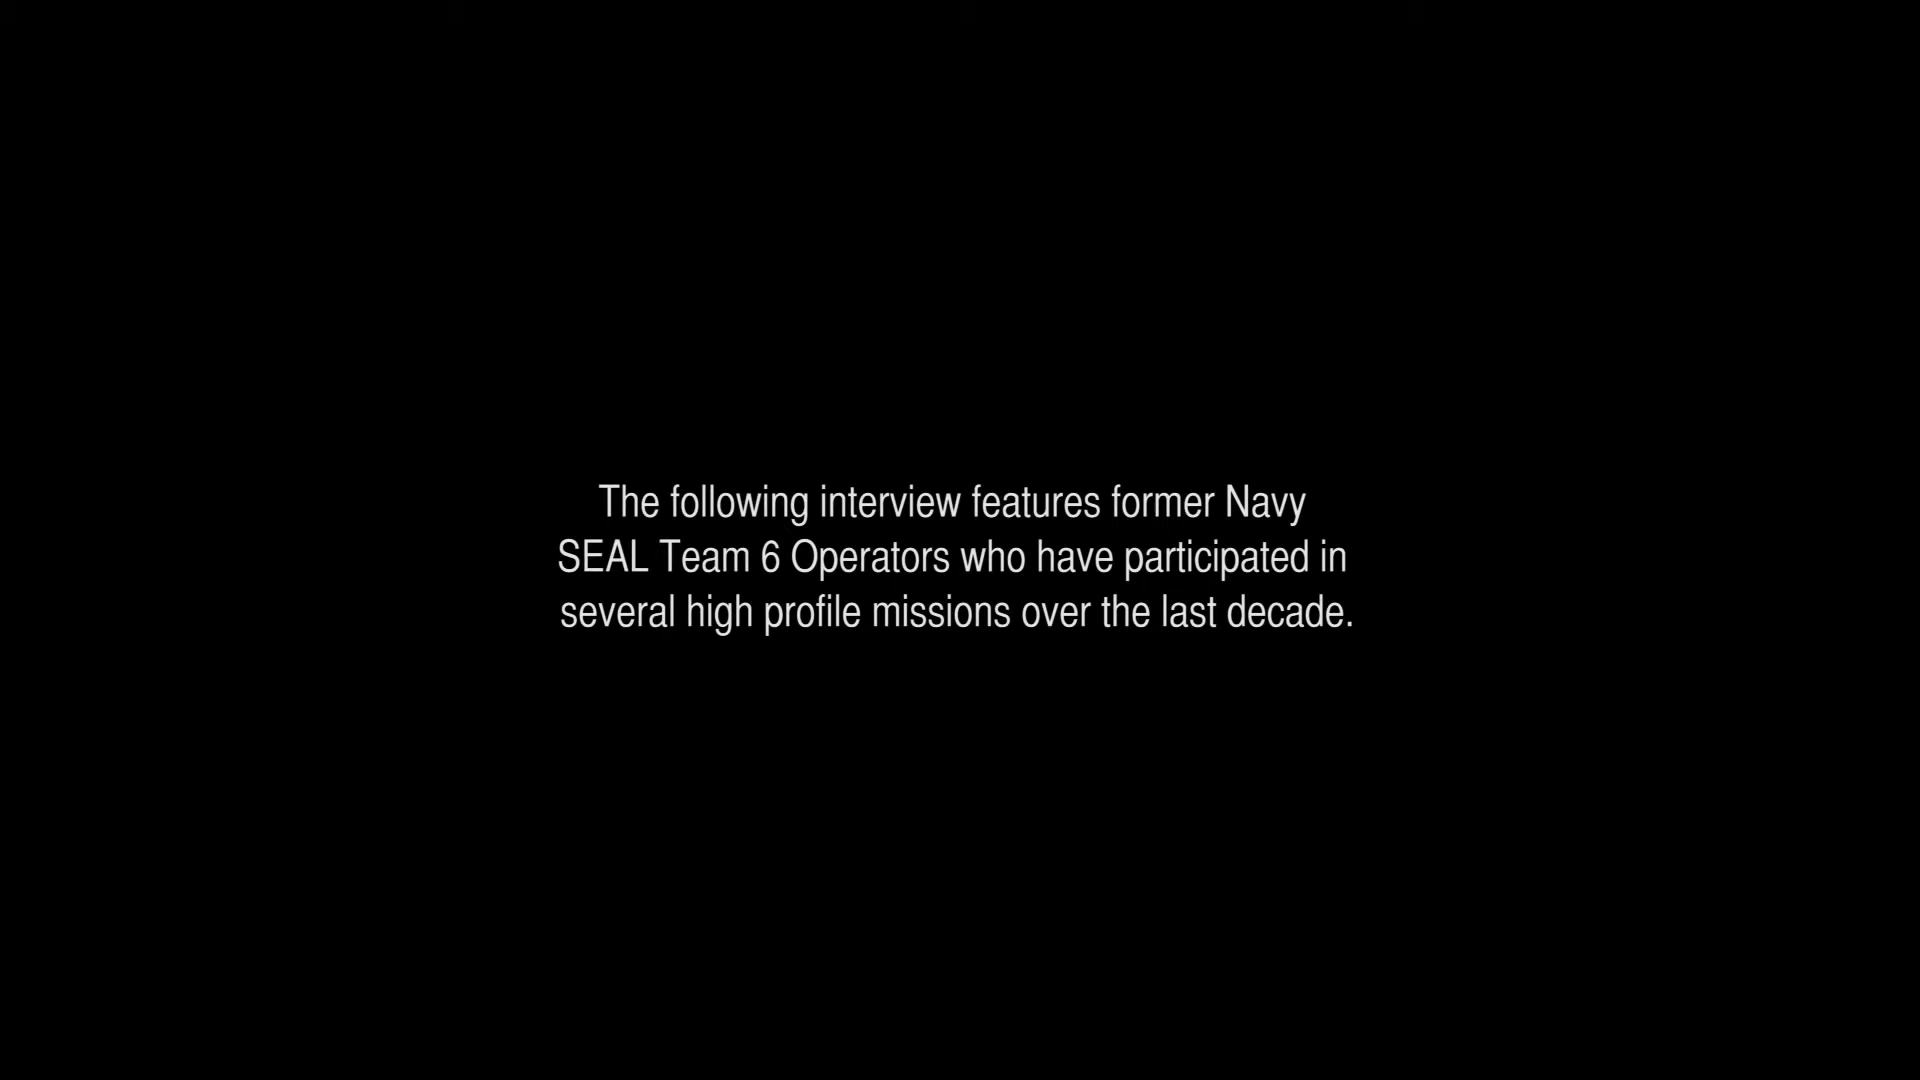 The following interview features former Navy
SEAL Team 6 Operators who have participated in
several high profile missions over the last decade.